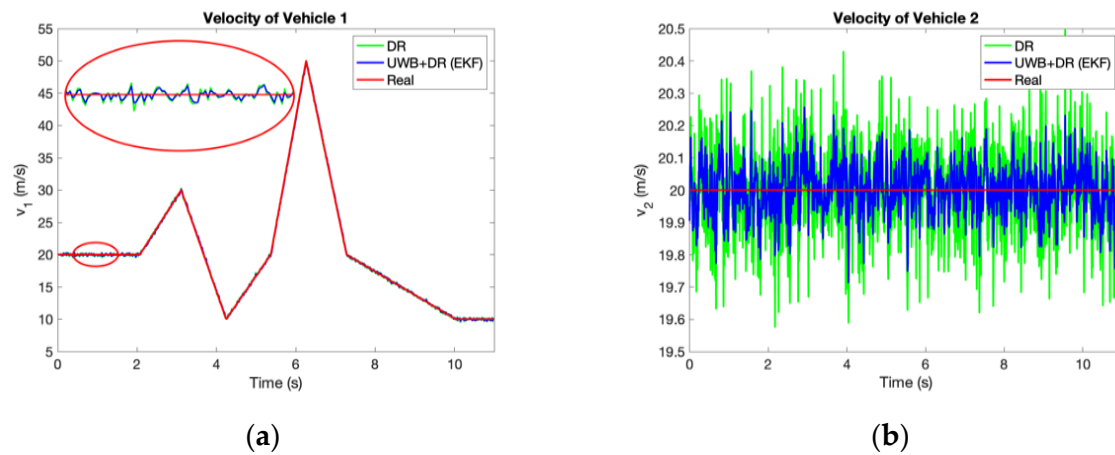 Velocity of Vehicle 1
55
50
45
40
35
30
25
20
15
10
5
v₁ (m/s)
DR
UWB+DR (EKF)
Real
0 2 4 6 8 10
Time (s)
(a)
Velocity of Vehicle 2
20.5
20.4
20.3
20.2
20.1
20
19.9
19.8
19.7
19.6
19.5
v₂ (m/s)
DR
UWB+DR (EKF)
Real
0 2 4 6 8 10
Time (s)
(b)